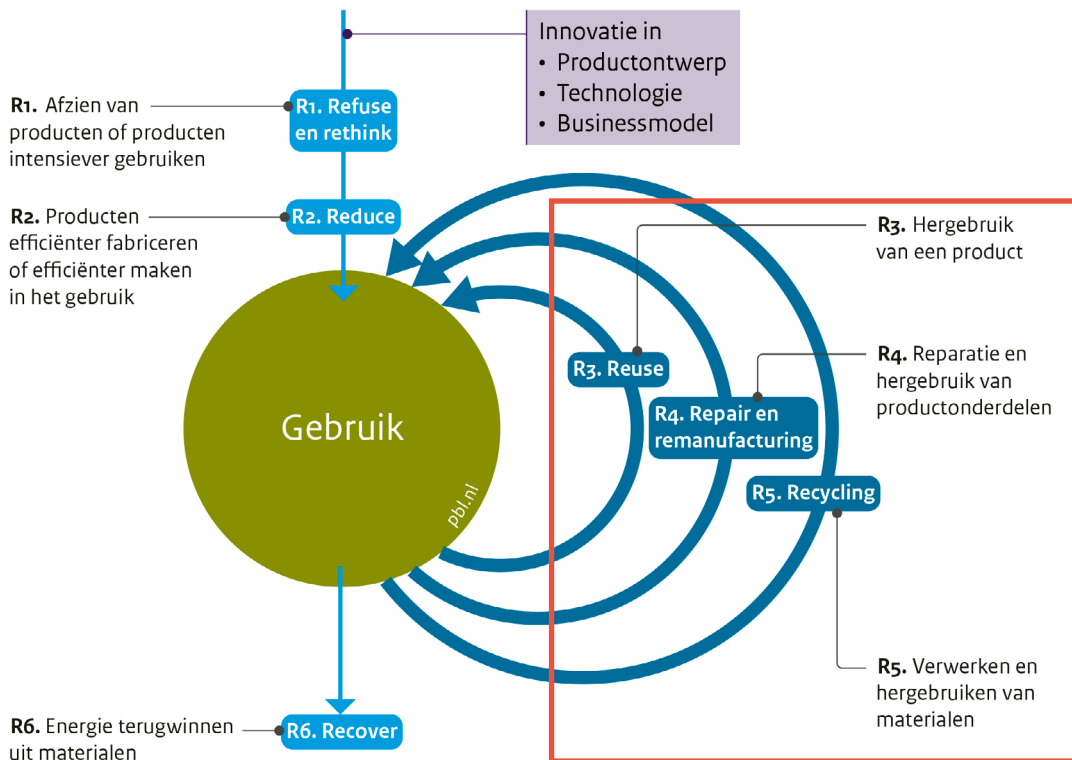 Innovatie in
• Productontwerp
• Technologie
• Businessmodel
R1. Afzien van
producten of producten
intensiever gebruiken
R1. Refuse
en rethink
R2. Producten
efficiënter fabriceren
of efficiënter maken
in het gebruik
R2. Reduce
R3. Hergebruik
van een product
R3. Reuse
R4. Reparatie en
hergebruik van
productonderdelen
R4. Repair en
remanufacturing
Gebruik
pbl.nl
R5. Recycling
R5. Verwerken en
hergebruiken van
materialen
R6. Energie terugwinnen
uit materialen
R6. Recover